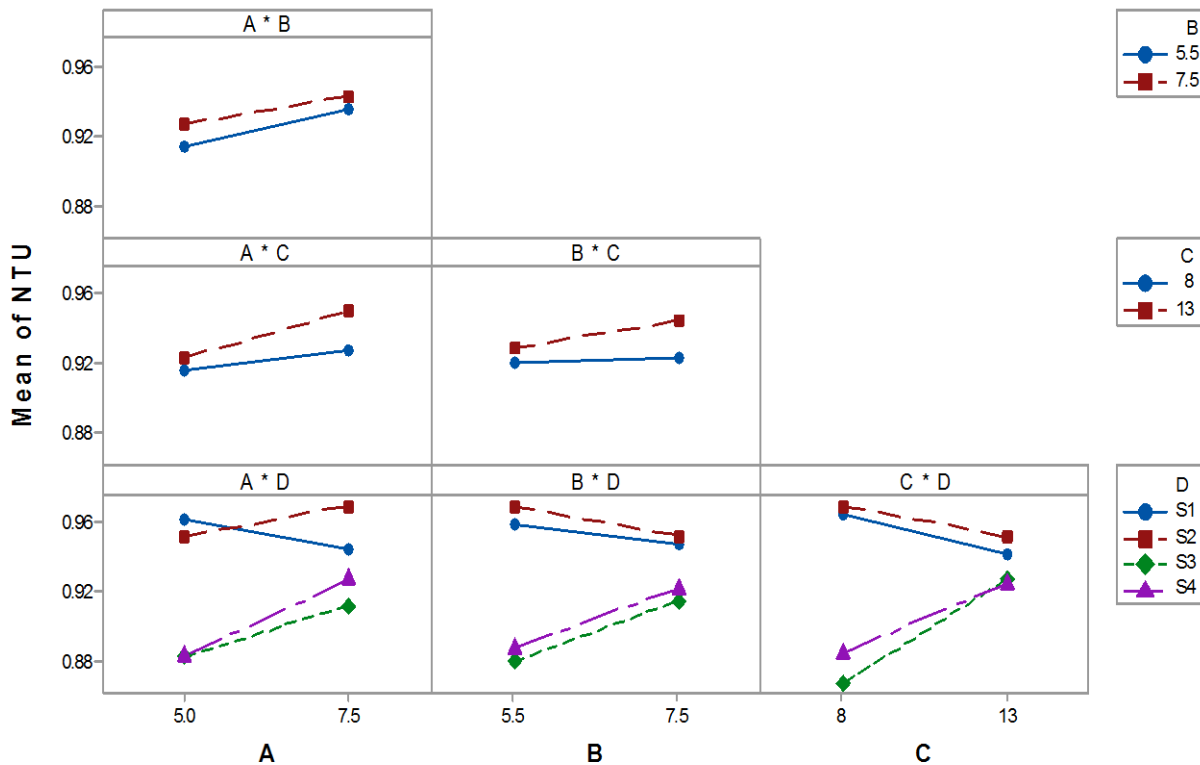 A * B
B
5.5
7.5
0.96
0.92
0.88
Mean of NTU
A * C
B * C
C
8
13
0.96
0.92
0.88
A * D
B * D
C * D
D
S1
S2
S3
S4
0.96
0.92
0.88
5.0
7.5
5.5
7.5
8
13
A
B
C